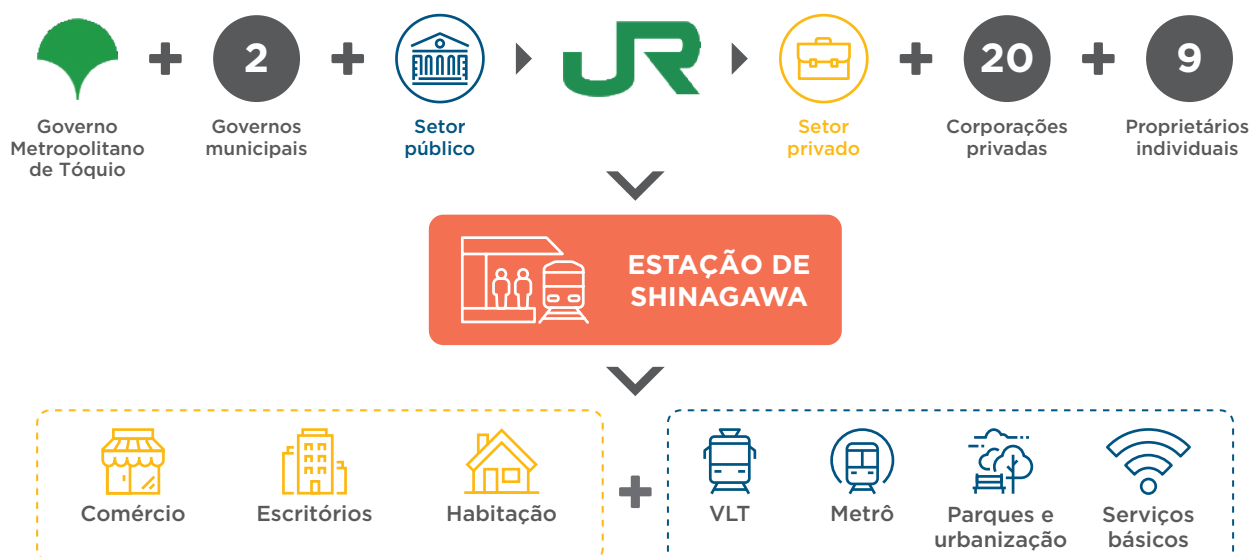 2
JR
20
9
Governo
Metropolitano
de Tóquio
Governos
municipais
Setor
público
Setor
privado
Corporações
privadas
Proprietários
individuais
ESTAÇÃO DE
SHINAGAWA
Comércio
Escritórios
Habitação
VLT
Metrô
Parques e
urbanização
Serviços
básicos